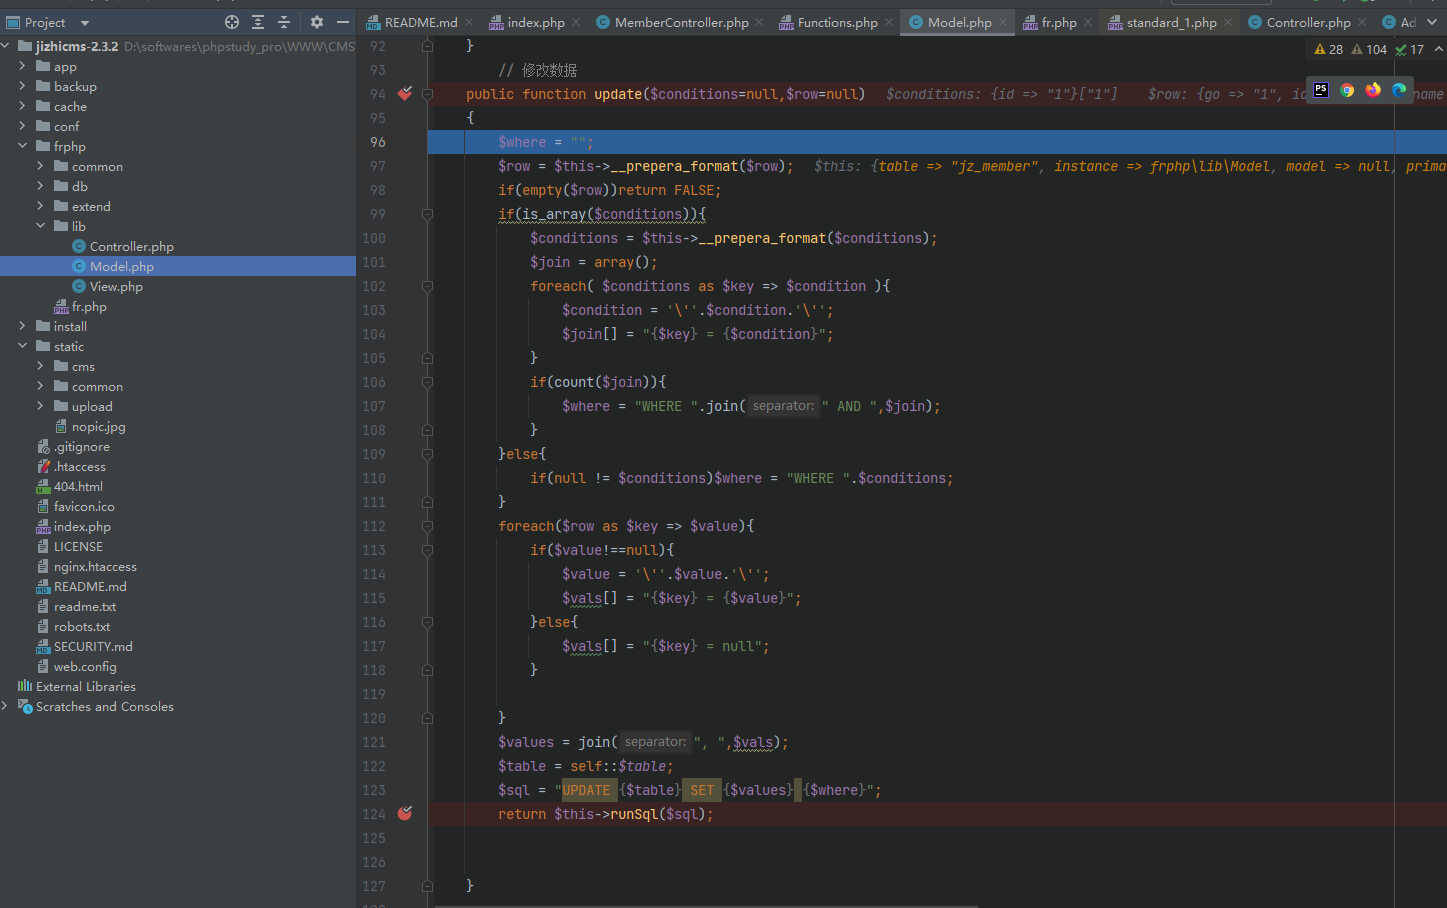 Project
README.md
index.php
MemberController.php
Functions.php
Model.php
fr.php
standard_1.php
Controller.php
Ad
jizhicms-2.3.2 D:\softwares\phpstudy_pro\WWW\CMS
app
backup
cache
conf
frphp
common
db
extend
lib
Controller.php
Model.php
View.php
fr.php
install
static
cms
common
upload
nopic.jpg
.gitignore
.htaccess
404.html
favicon.ico
index.php
LICENSE
nginx.htaccess
README.md
readme.txt
robots.txt
SECURITY.md
web.config
External Libraries
Scratches and Consoles
28 104 17
92 }
93 // 修改数据
94 public function update($conditions=null,$row=null) $conditions: {id => "1"}["1"] $row: {go => "1", id name
95 {
96 $where = "";
97 $row = $this->__prepera_format($row); $this: {table => "jz_member", instance => frphp\lib\Model, model => null, prima
98 if(empty($row))return FALSE;
99 if(is_array($conditions)){
100 $conditions = $this->__prepera_format($conditions);
101 $join = array();
102 foreach( $conditions as $key => $condition ){
103 $condition = '\''.$condition.'\'';
104 $join[] = "{$key} = {$condition}";
105 }
106 if(count($join)){
107 $where = "WHERE ".join( separator: " AND ",$join);
108 }
109 }else{
110 if(null != $conditions)$where = "WHERE ".$conditions;
111 }
112 foreach($row as $key => $value){
113 if($value!==null){
114 $value = '\''.$value.'\'';
115 $vals[] = "{$key} = {$value}";
116 }else{
117 $vals[] = "{$key} = null";
118 }
119
120 }
121 $values = join( separator: ", ",$vals);
122 $table = self::$table;
123 $sql = "UPDATE {$table} SET {$values} {$where}";
124 return $this->runSql($sql);
125
126
127 }